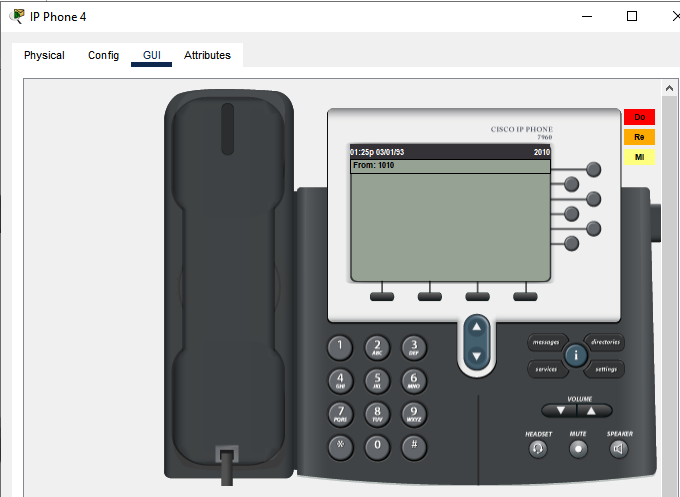 IP Phone 4
Physical Config GUI Attributes
CISCO IP PHONE
7960
Do
Re
Mi
01:25p 03/01/93 2010
From: 1010
1 2 ABC 3 DEF
4 GHI 5 JKL 6 MNO
7 PQRS 8 TUV 9 WXYZ
* 0 #
messages directories
i
services settings
VOLUME
HEADSET MUTE SPEAKER